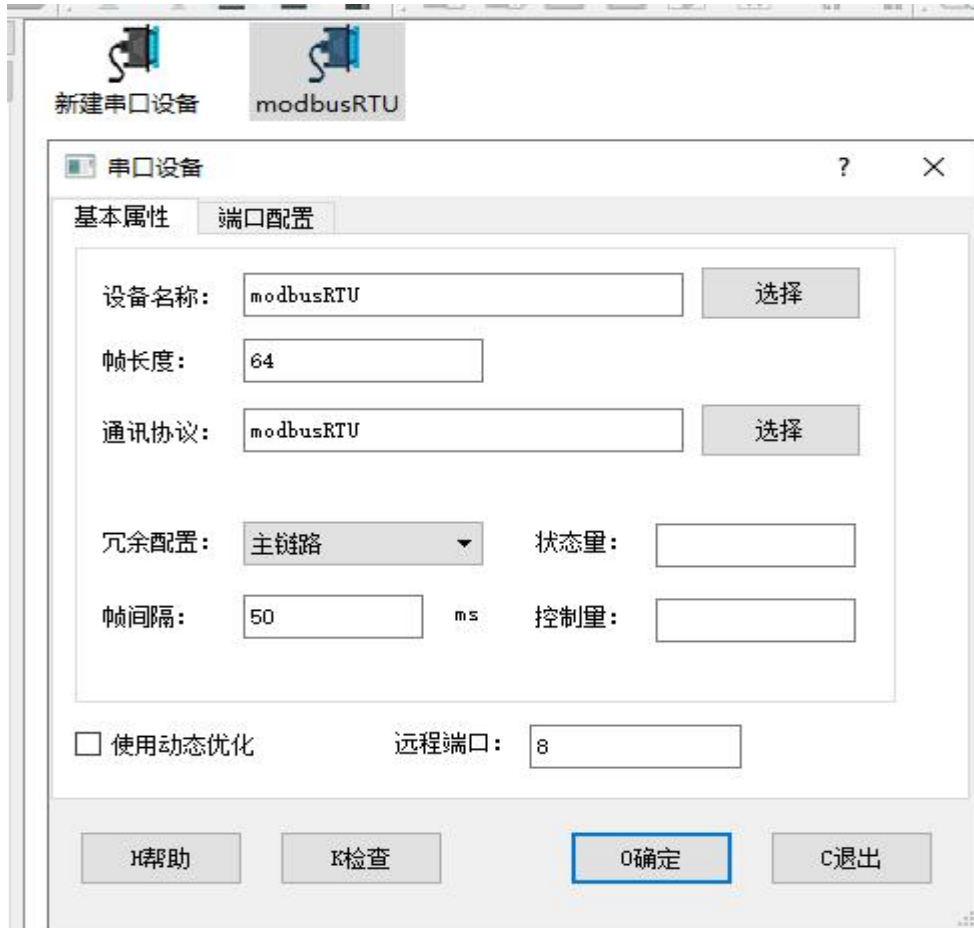 新建串口设备 modbusRTU
串口设备 ?
基本属性 端口配置
设备名称: modbusRTU 选择
帧长度: 64
通讯协议: modbusRTU 选择
冗余配置: 主链路 状态量:
帧间隔: 50 ms 控制量:
使用动态优化 远程端口: 8
H帮助 K检查 O确定 C退出